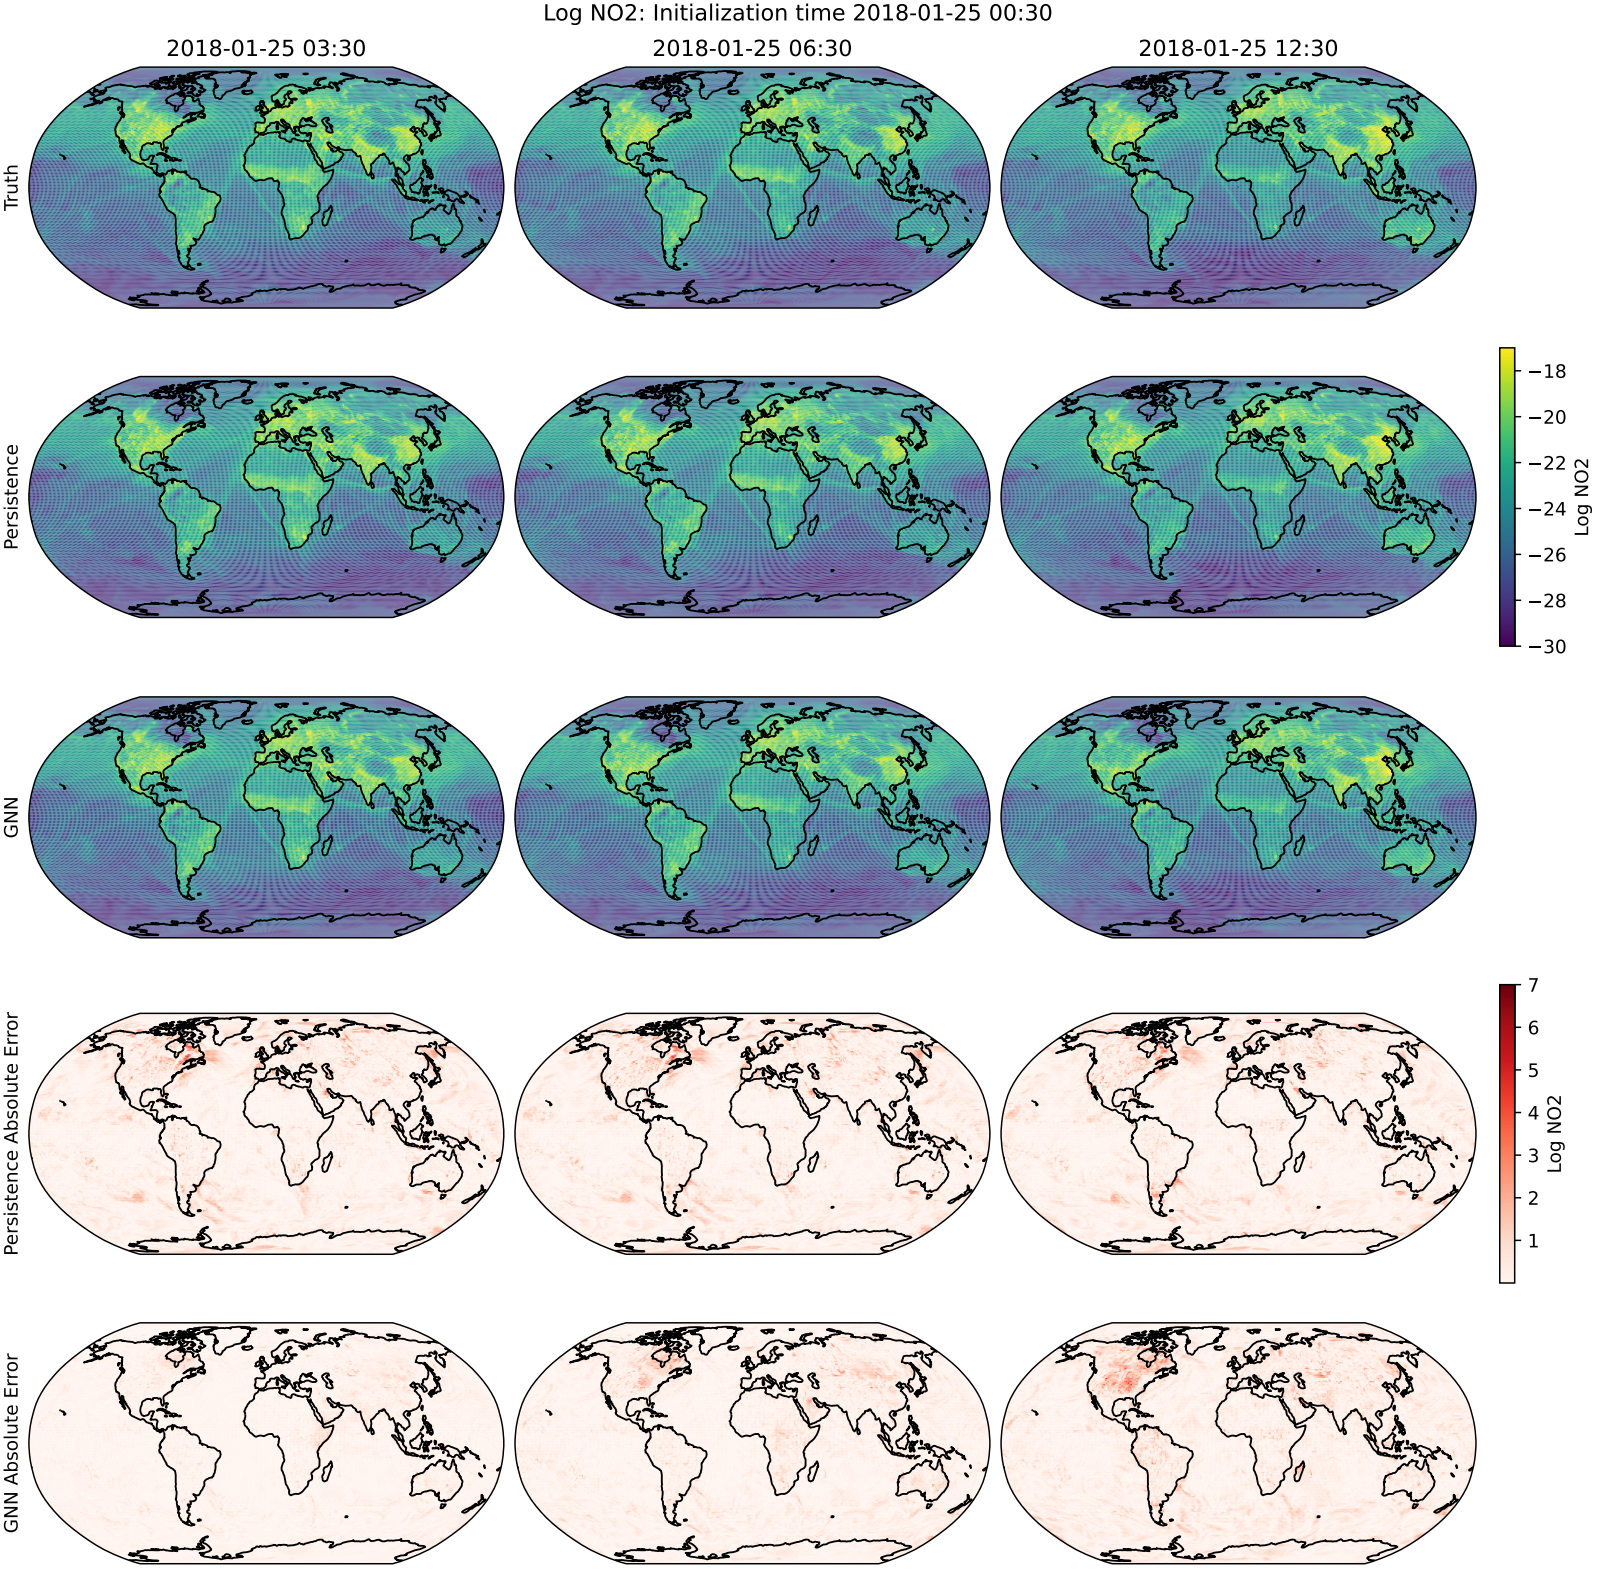 Log NO2: Initialization time 2018-01-25 00:30
2018-01-25 03:30
2018-01-25 06:30
2018-01-25 12:30
Truth
Persistence
GNN
Persistence Absolute Error
GNN Absolute Error
−18
−20
−22
−24
−26
−28
−30
Log NO2
7
6
5
4
3
2
1
Log NO2